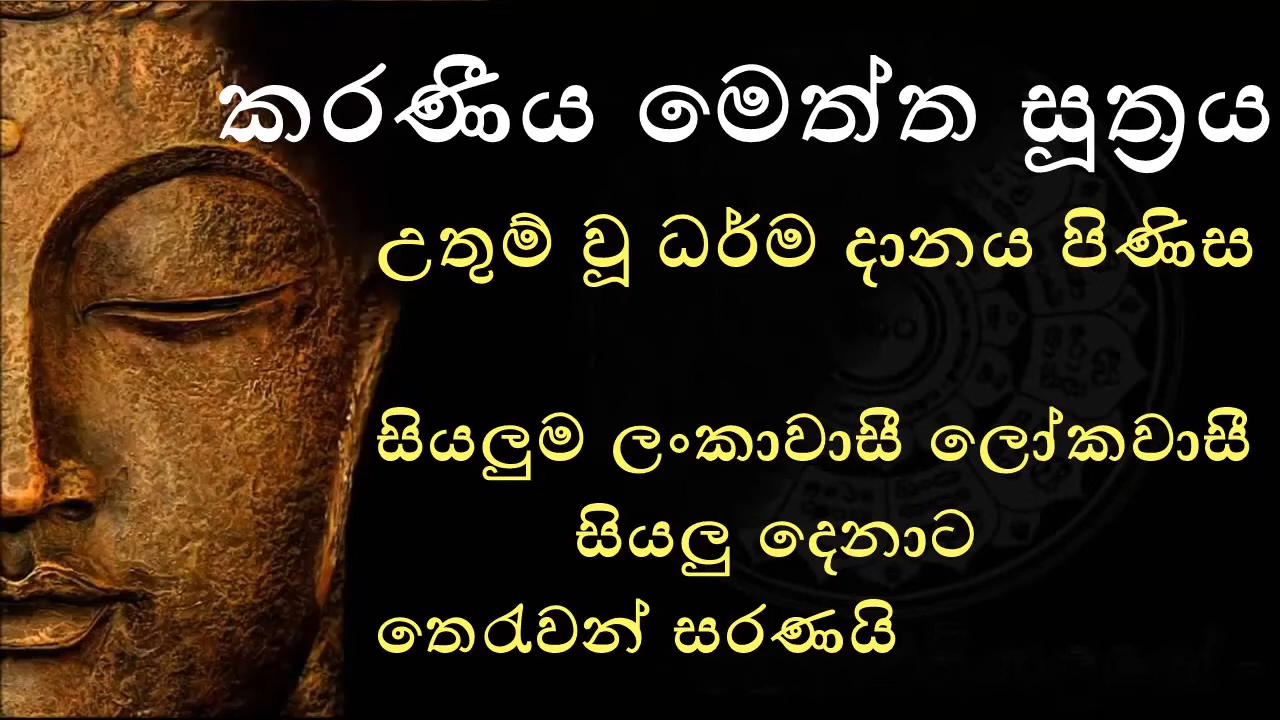 කරණීය මෙත්ත සූත්‍රය
උතුම් වූ ධර්ම දානය පිණිස
සියලුම ලංකාවාසී ලෝකවාසී
සියලු දෙනාට
තෙරුවන් සරණයි